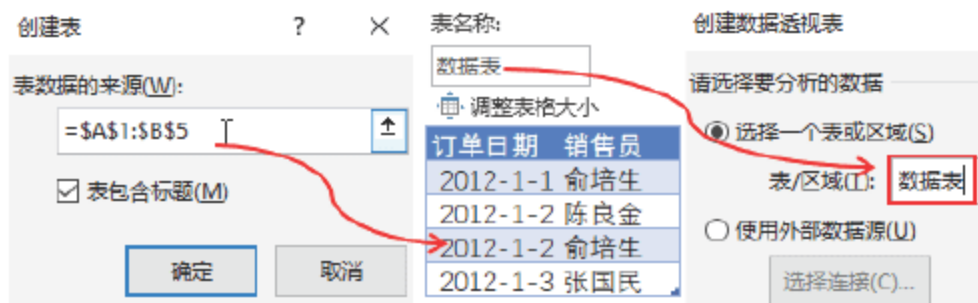 创建表 ? ×
表数据的来源(W):
=$A$1:$B$5
表包含标题(M)
确定 取消
表名称:
数据表
调整表格大小
订单日期 销售员
2012-1-1 俞培生
2012-1-2 陈良金
2012-1-2 俞培生
2012-1-3 张国民
创建数据透视表
请选择要分析的数据
选择一个表或区域(S)
表/区域(T): 数据表
使用外部数据源(U)
选择连接(C)...